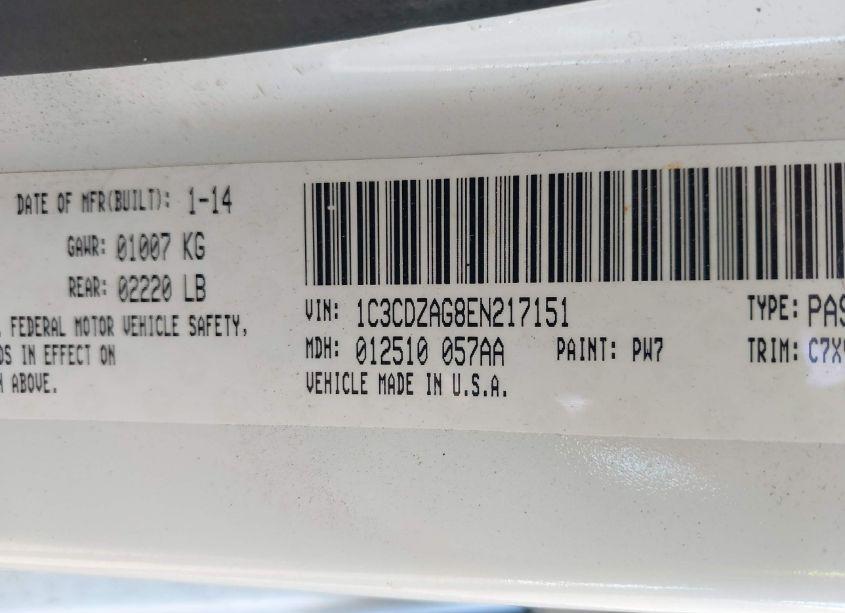 DATE OF MFR(BUILT): 1-14
GAWR: 01007 KG
REAR: 02220 LB
FEDERAL MOTOR VEHICLE SAFETY,
IN EFFECT ON
ABOVE.
VIN: 1C3CDZAG8EN217151
TYPE: PAS
MDH: 012510 057AA
PAINT: PW7
TRIM: C7X
VEHICLE MADE IN U.S.A.